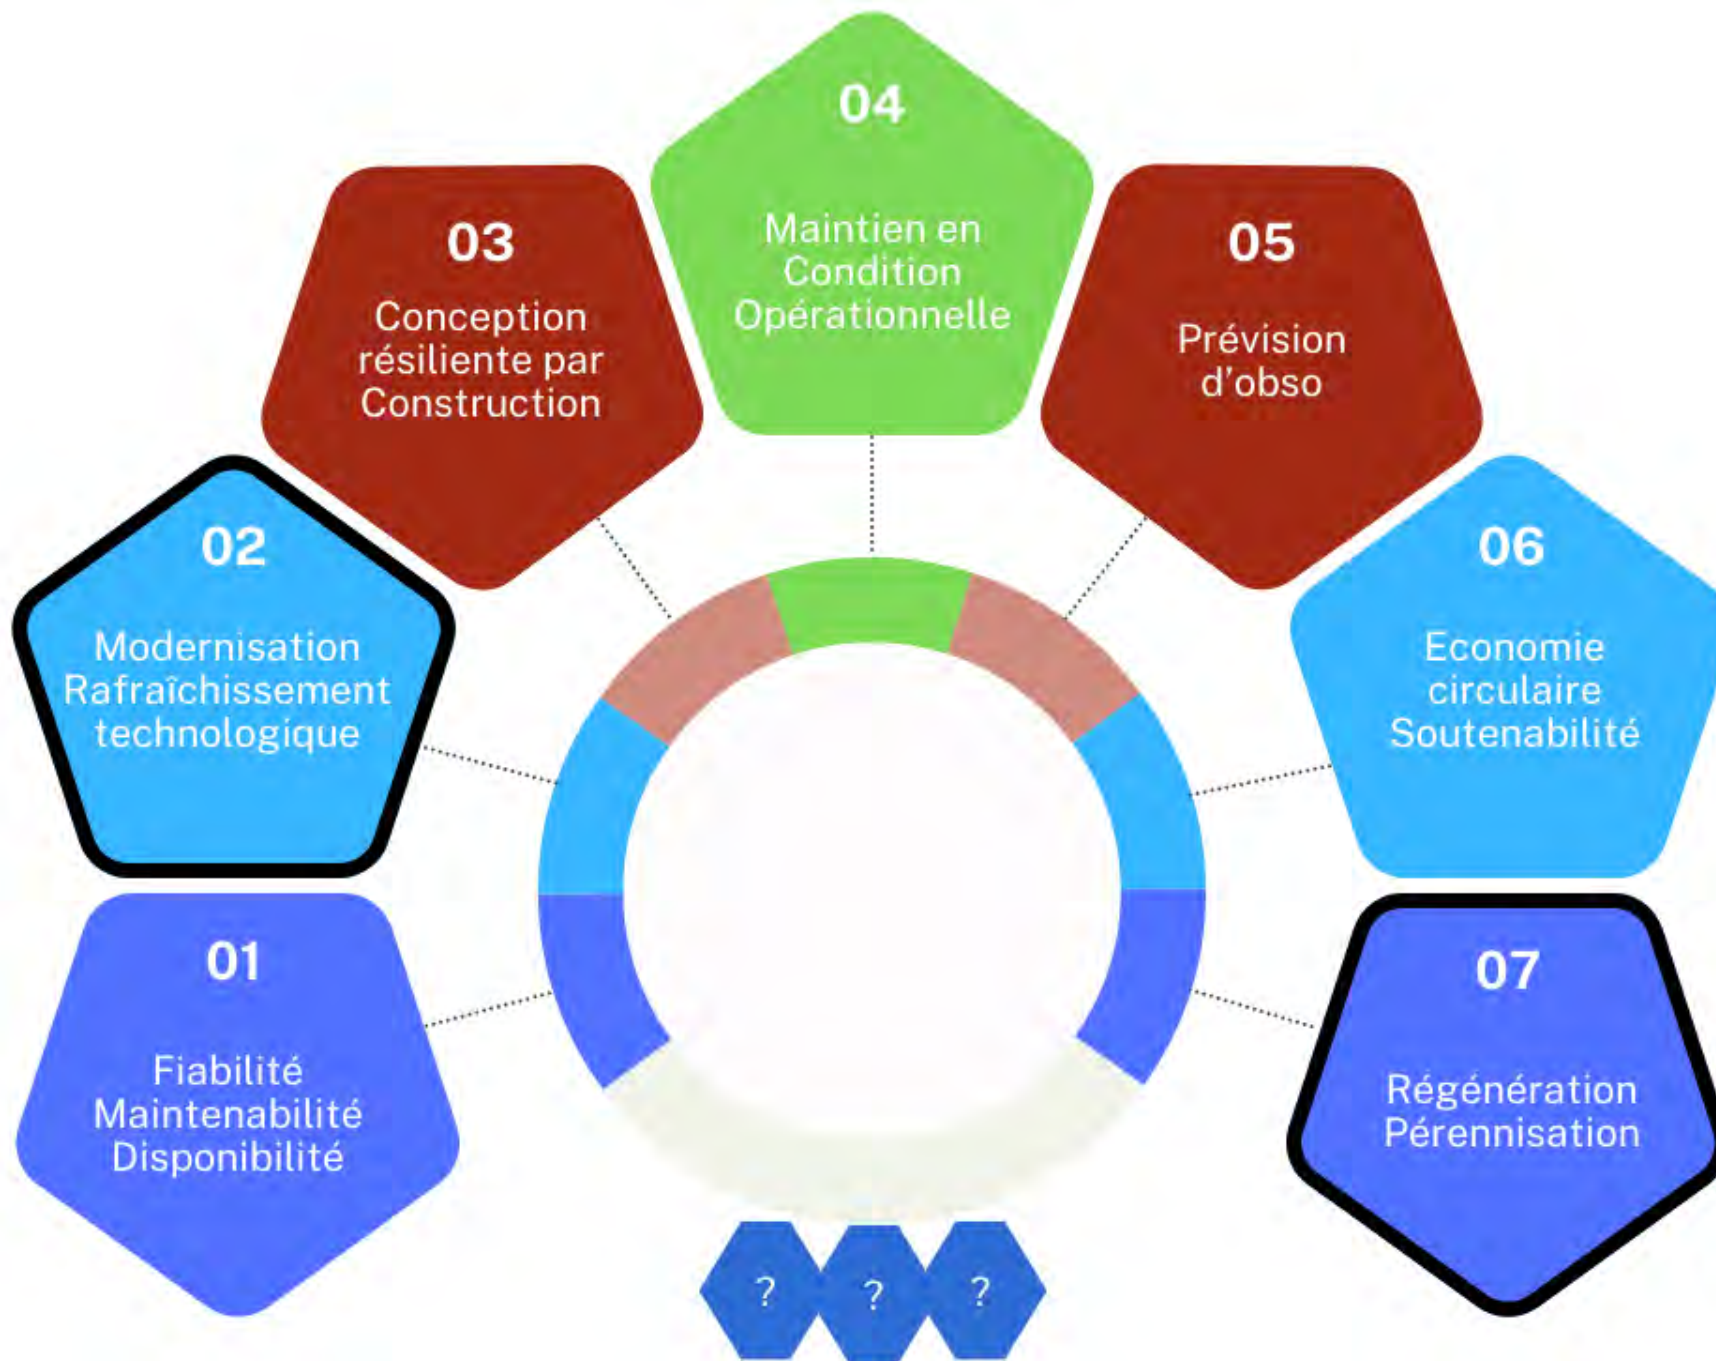 01
Fiabilité
Maintenabilité
Disponibilité
02
Modernisation
Rafraîchissement
technologique
03
Conception
résiliente par
Construction
04
Maintien en
Condition
Opérationnelle
05
Prévision
d'obso
06
Economie
circulaire
Soutenabilité
07
Régénération
Pérennisation
? ? ?